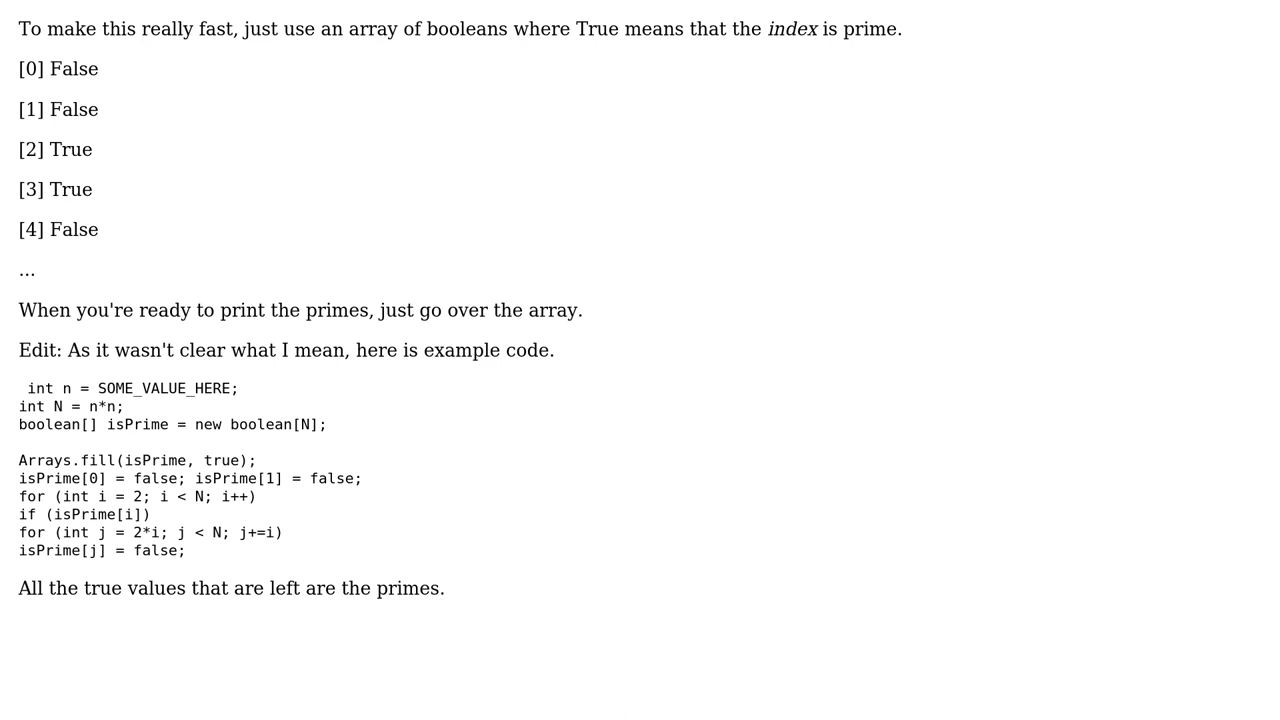 To make this really fast, just use an array of booleans where True means that the index is prime.
[0] False
[1] False
[2] True
[3] True
[4] False
...
When you're ready to print the primes, just go over the array.
Edit: As it wasn't clear what I mean, here is example code.
int n = SOME_VALUE_HERE;
int N = n*n;
boolean[] isPrime = new boolean[N];
Arrays.fill(isPrime, true);
isPrime[0] = false; isPrime[1] = false;
for (int i = 2; i < N; i++)
if (isPrime[i])
for (int j = 2*i; j < N; j+=i)
isPrime[j] = false;
All the true values that are left are the primes.